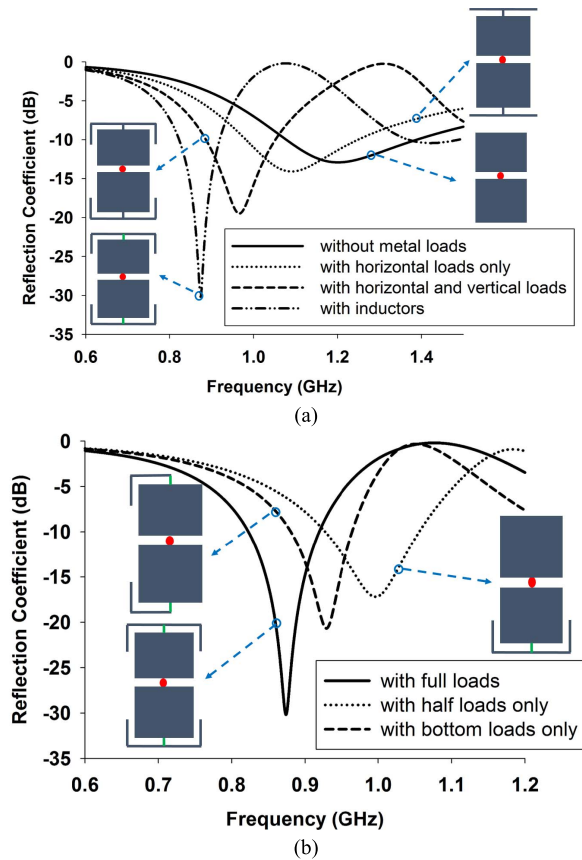 0
-5
-10
-15
-20
-25
-30
-35
Reflection Coefficient (dB)
without metal loads
with horizontal loads only
with horizontal and vertical loads
with inductors
0.6 0.8 1.0 1.2 1.4
Frequency (GHz)
(a)
0
-5
-10
-15
-20
-25
-30
-35
Reflection Coefficient (dB)
with full loads
with half loads only
with bottom loads only
0.6 0.7 0.8 0.9 1.0 1.1 1.2
Frequency (GHz)
(b)